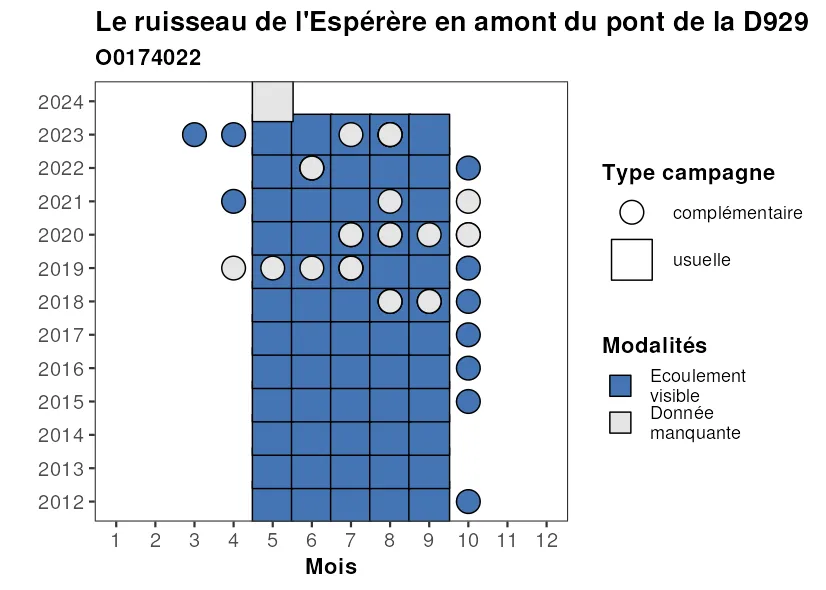 Le ruisseau de l'Espérère en amont du pont de la D929
O0174022
2024
2023
2022
2021
2020
2019
2018
2017
2016
2015
2014
2013
2012
1 2 3 4 5 6 7 8 9 10 11 12
Mois
Type campagne
complémentaire
usuelle
Modalités
Ecoulement
visible
Donnée
manquante